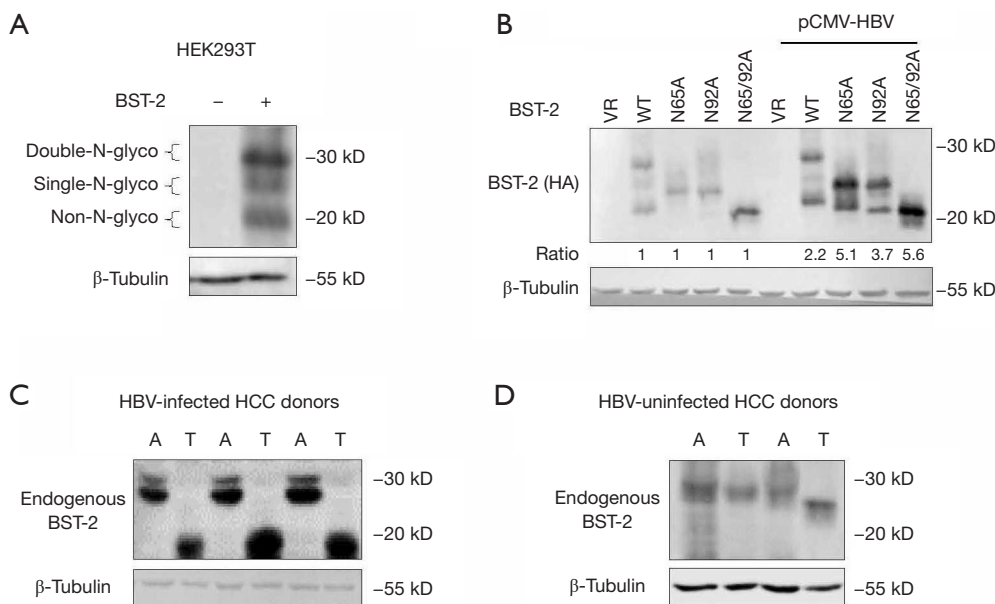 A
HEK293T
BST-2 – +
Double-N-glyco
Single-N-glyco
Non-N-glyco
–30 kD
–20 kD
β-Tubulin
–55 kD
B
pCMV-HBV
BST-2 VR WT N65A N92A N65/92A VR WT N65A N92A N65/92A
BST-2 (HA)
–30 kD
–20 kD
Ratio 1 1 1 1 2.2 5.1 3.7 5.6
β-Tubulin
–55 kD
C
HBV-infected HCC donors
A T A T A T
Endogenous
BST-2
–30 kD
–20 kD
β-Tubulin
–55 kD
D
HBV-uninfected HCC donors
A T A T
Endogenous
BST-2
–30 kD
–20 kD
β-Tubulin
–55 kD